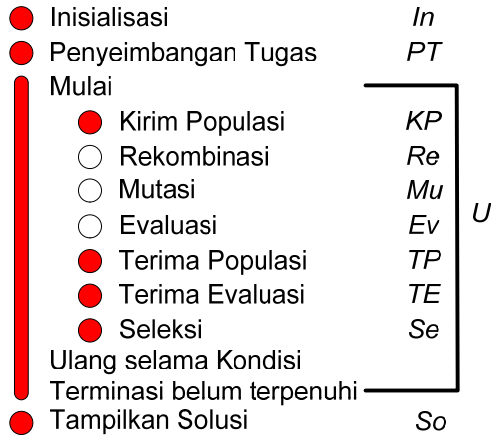 Inisialisasi In
Penyeimbangan Tugas PT
Mulai
Kirim Populasi KP
Rekombinasi Re
Mutasi Mu
U
Evaluasi Ev
Terima Populasi TP
Terima Evaluasi TE
Seleksi Se
Ulang selama Kondisi
Terminasi belum terpenuhi
Tampilkan Solusi So